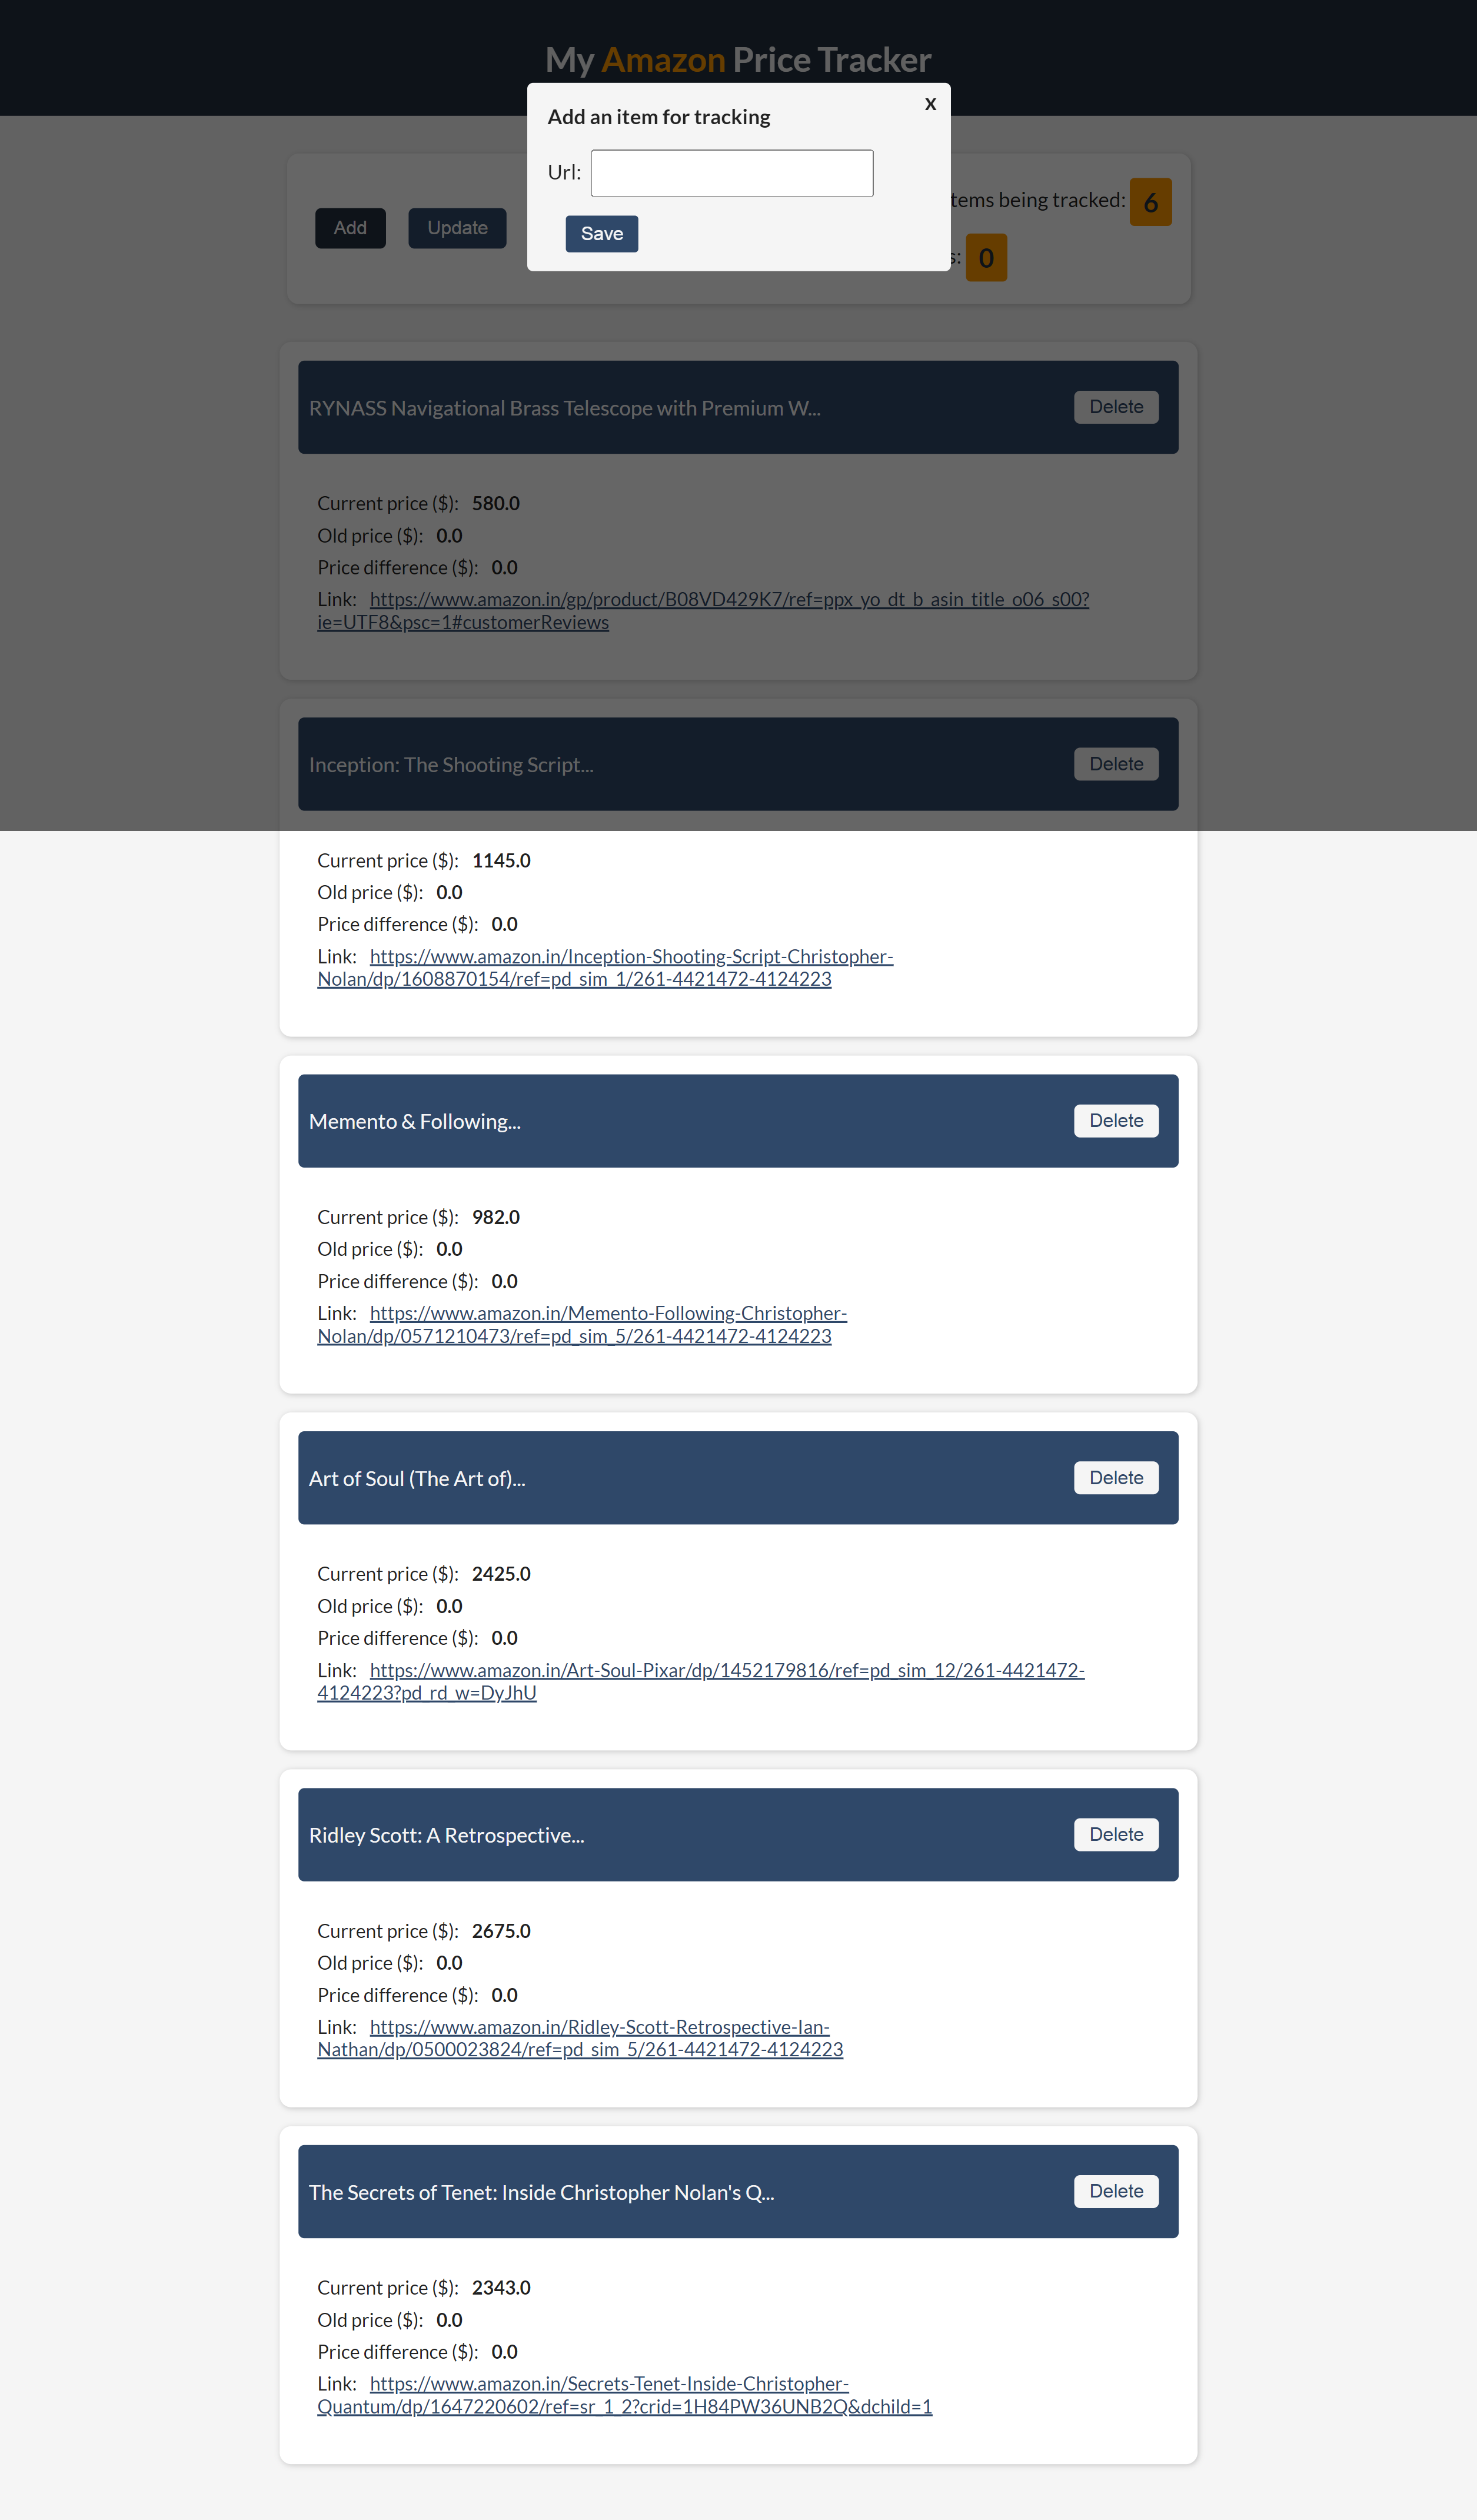 My Amazon Price Tracker
Add an item for tracking
X
Url:
Save
Add
Update
tems being tracked: 6
s: 0
RYNASS Navigational Brass Telescope with Premium W...
Delete
Current price ($): 580.0
Old price ($): 0.0
Price difference ($): 0.0
Link: https://www.amazon.in/gp/product/B08VD429K7/ref=ppx_yo_dt_b_asin_title_o06_s00?
ie=UTF8&psc=1#customerReviews
Inception: The Shooting Script...
Delete
Current price ($): 1145.0
Old price ($): 0.0
Price difference ($): 0.0
Link: https://www.amazon.in/Inception-Shooting-Script-Christopher-
Nolan/dp/1608870154/ref=pd_sim_1/261-4421472-4124223
Memento & Following...
Delete
Current price ($): 982.0
Old price ($): 0.0
Price difference ($): 0.0
Link: https://www.amazon.in/Memento-Following-Christopher-
Nolan/dp/0571210473/ref=pd_sim_5/261-4421472-4124223
Art of Soul (The Art of)...
Delete
Current price ($): 2425.0
Old price ($): 0.0
Price difference ($): 0.0
Link: https://www.amazon.in/Art-Soul-Pixar/dp/1452179816/ref=pd_sim_12/261-4421472-
4124223?pd_rd_w=DyJhU
Ridley Scott: A Retrospective...
Delete
Current price ($): 2675.0
Old price ($): 0.0
Price difference ($): 0.0
Link: https://www.amazon.in/Ridley-Scott-Retrospective-Ian-
Nathan/dp/0500023824/ref=pd_sim_5/261-4421472-4124223
The Secrets of Tenet: Inside Christopher Nolan's Q...
Delete
Current price ($): 2343.0
Old price ($): 0.0
Price difference ($): 0.0
Link: https://www.amazon.in/Secrets-Tenet-Inside-Christopher-
Quantum/dp/1647220602/ref=sr_1_2?crid=1H84PW36UNB2Q&dchild=1